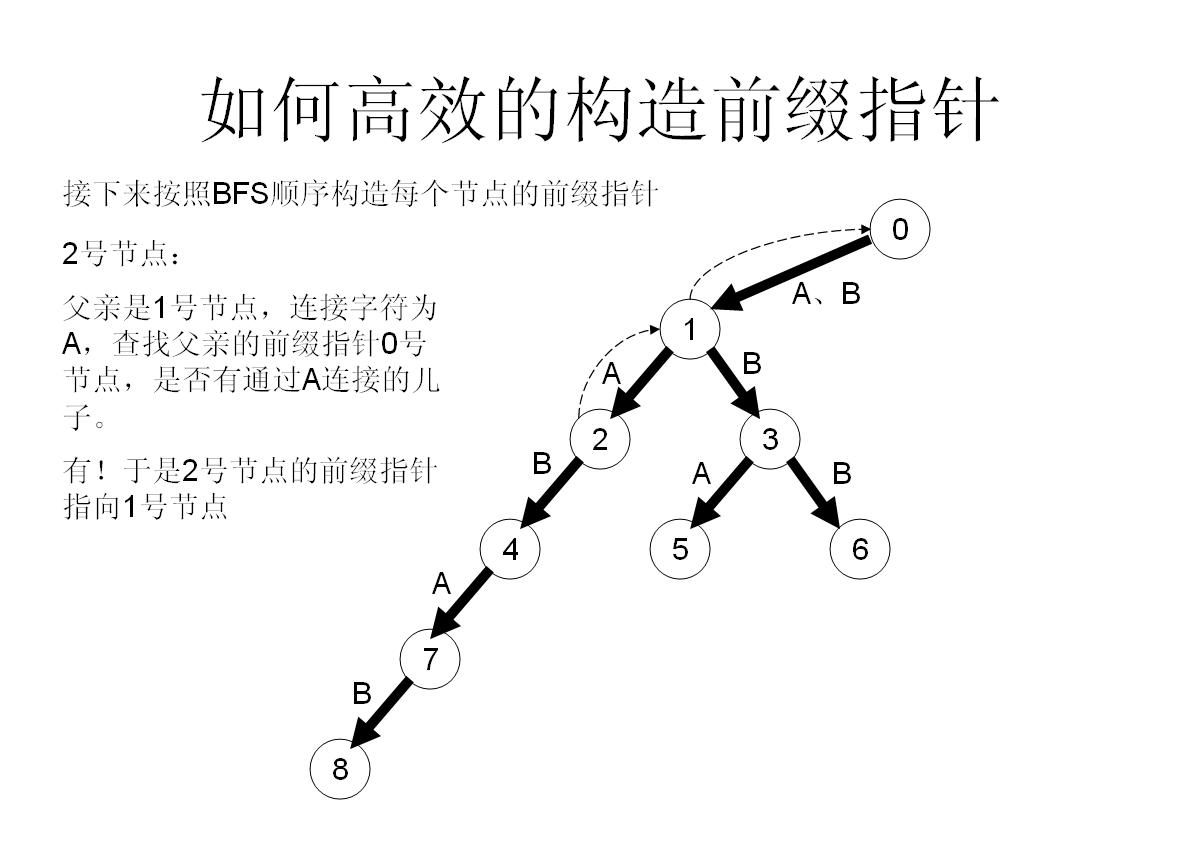 如何高效的构造前缀指针
接下来按照BFS顺序构造每个节点的前缀指针
2号节点：
父亲是1号节点，连接字符为
A，查找父亲的前缀指针0号
节点，是否有通过A连接的儿
子。
有！于是2号节点的前缀指针
指向1号节点
0
A、B
1
A
B
2
3
B
A
B
4
5
6
A
7
B
8